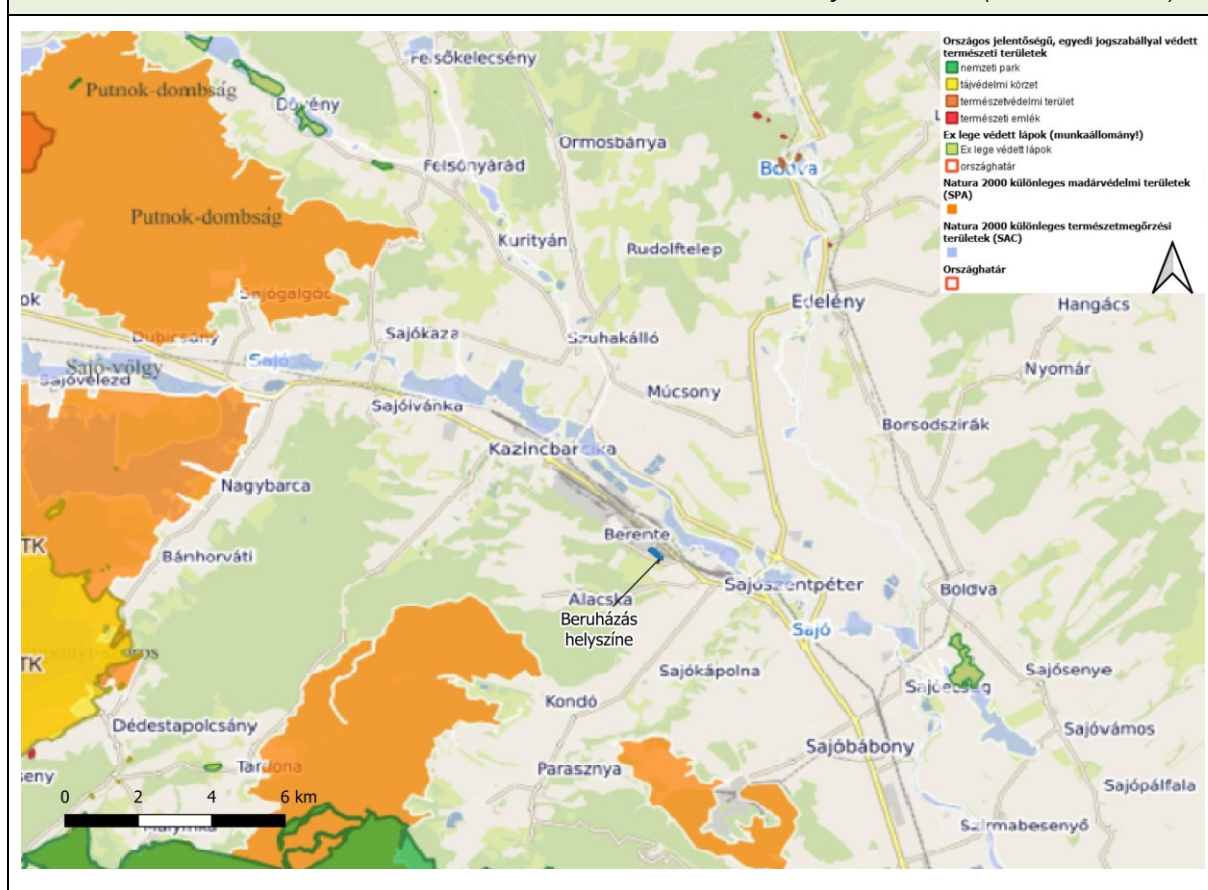 Országos jelentőségű, egyedi jogszabállyal védett
természeti területek
nemzeti park
tájvédelmi körzet
természetvédelmi terület
természeti emlék
Ex lege védett lápok (munkaállomány!)
Ex lege védett lápok
országhatár
Natura 2000 különleges madárvédelmi területek
(SPA)
Natura 2000 különleges természetmegőrzési
területek (SAC)
Országhatár
Felsőkelecsény
Putnok-dombság
Dövény
Ormosbánya
Felsőnyárád
Bódva
Putnok-dombság
Kurityán
Rudolftelep
Sajógalgóc
Edelény
Hangács
ok
Dubicsány
Sajókaza
Szuhakálló
Sajó
Sajó-völgy
Sajóvelezd
Nyomár
Múcsony
Sajóivánka
Borsodszirák
Kazincbarcika
Nagybarca
Berente
TK
Bánhorváti
Sajószentpéter
Boldva
Alacska
Beruházás
helyszíne
Sajó
TK
Sajókápolna
Sajósenye
Sajóecseg
Kondó
Dédestapolcsány
Sajóvámos
Sajóbábony
Tardona
Parasznya
Sajópálfala
0 2 4 6 km
Szirmabesenyő